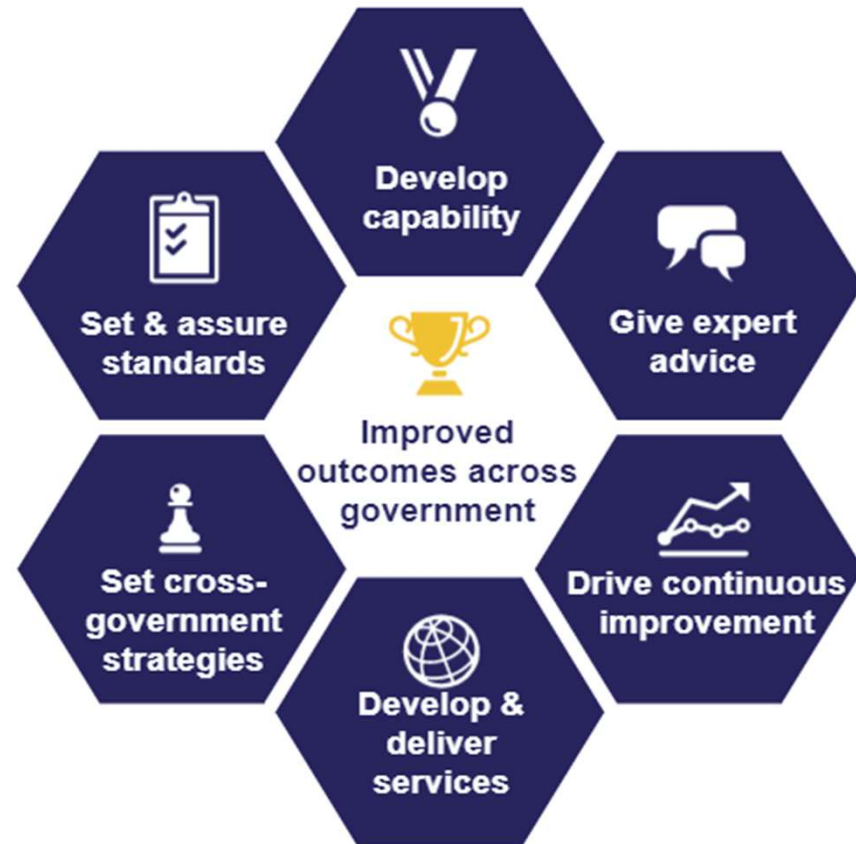 Develop
capability
Set & assure
standards
Give expert
advice
Improved
outcomes across
government
Set cross-
government
strategies
Drive continuous
improvement
Develop &
deliver
services